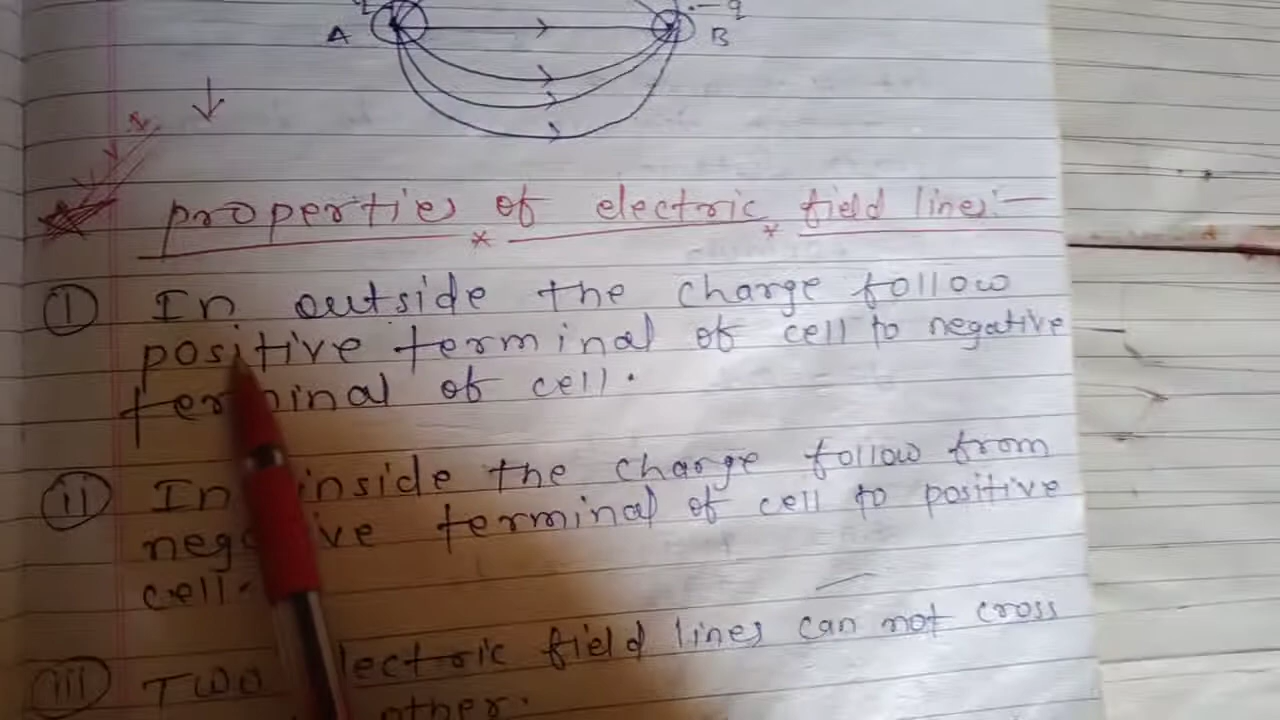 A
B
-q
properties of electric field lines:-
(i) In outside the charge follow
positive terminal of cell to negative
terminal of cell.
(ii) In inside the charge follow from
negative terminal of cell to positive
cell.
(iii) Two electric field lines can not cross
other.